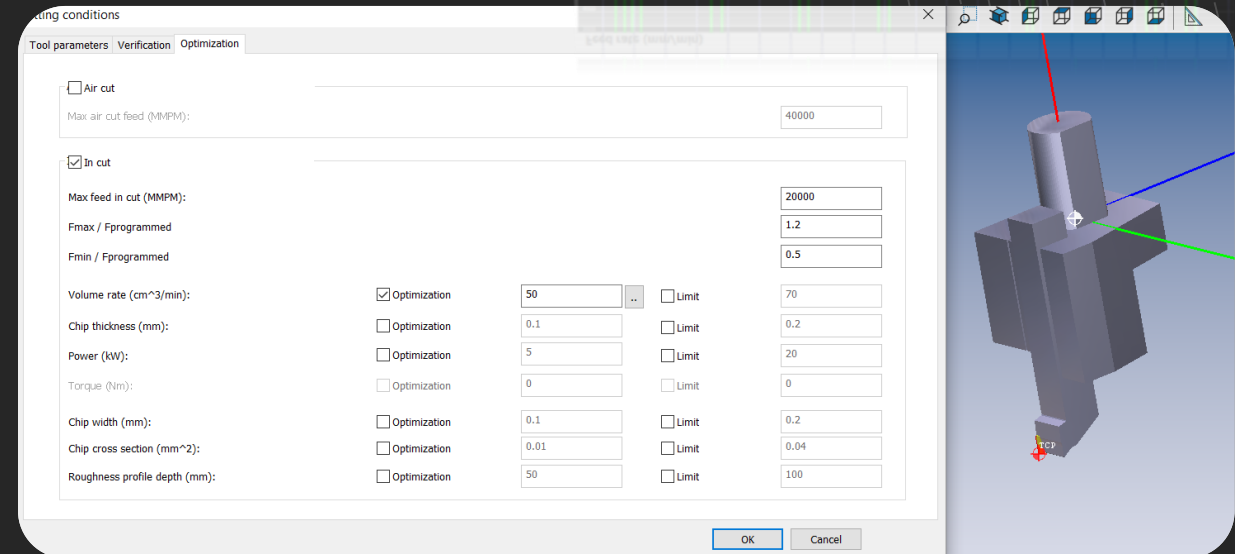 tting conditions
Feed rate (mm/min)
Tool parameters Verification Optimization
Air cut
Max air cut feed (MMPM): 40000
In cut
Max feed in cut (MMPM): 20000
Fmax / Fprogrammed 1.2
Fmin / Fprogrammed 0.5
Volume rate (cm^3/min): Optimization 50 .. Limit 70
Chip thickness (mm): Optimization 0.1 Limit 0.2
Power (kW): Optimization 5 Limit 20
Torque (Nm): Optimization 0 Limit 0
Chip width (mm): Optimization 0.1 Limit 0.2
Chip cross section (mm^2): Optimization 0.01 Limit 0.04
Roughness profile depth (mm): Optimization 50 Limit 100
OK Cancel
TCP